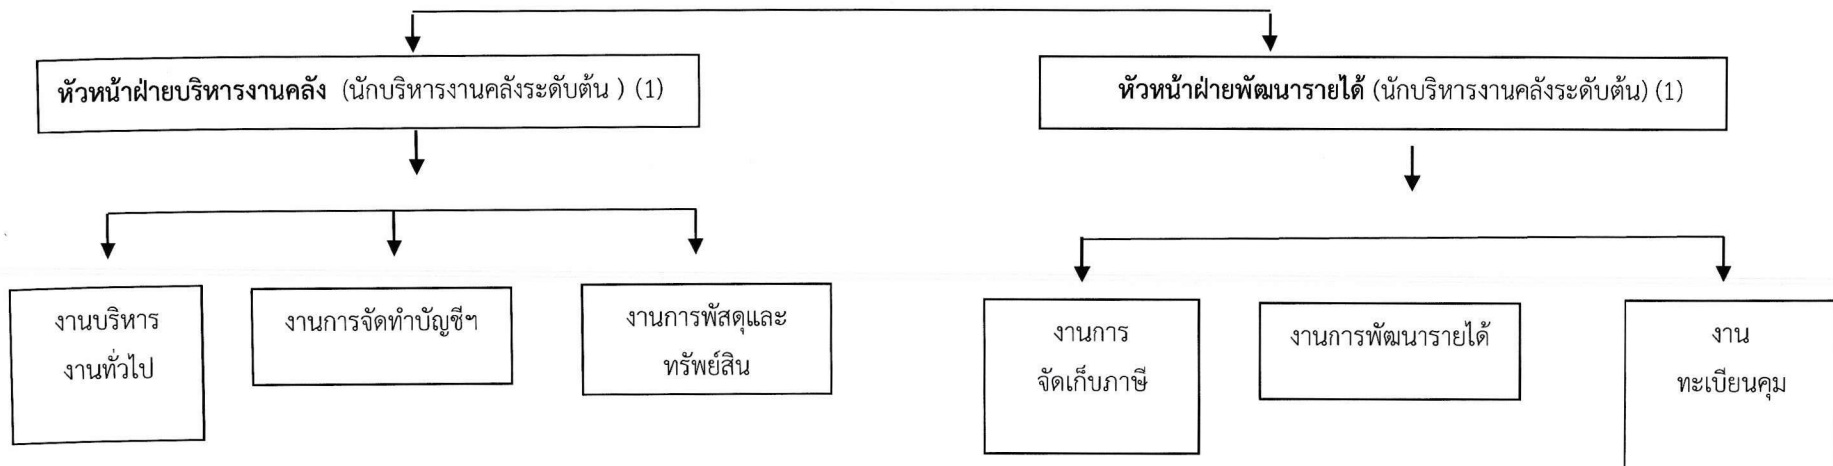 หัวหน้าฝ่ายบริหารงานคลัง (นักบริหารงานคลังระดับต้น ) (1)
หัวหน้าฝ่ายพัฒนารายได้ (นักบริหารงานคลังระดับต้น) (1)
งานบริหาร
งานทั่วไป
งานการจัดทำบัญชีฯ
งานการพัสดุและ
ทรัพย์สิน
งานการ
จัดเก็บภาษี
งานการพัฒนารายได้
งาน
ทะเบียนคุม